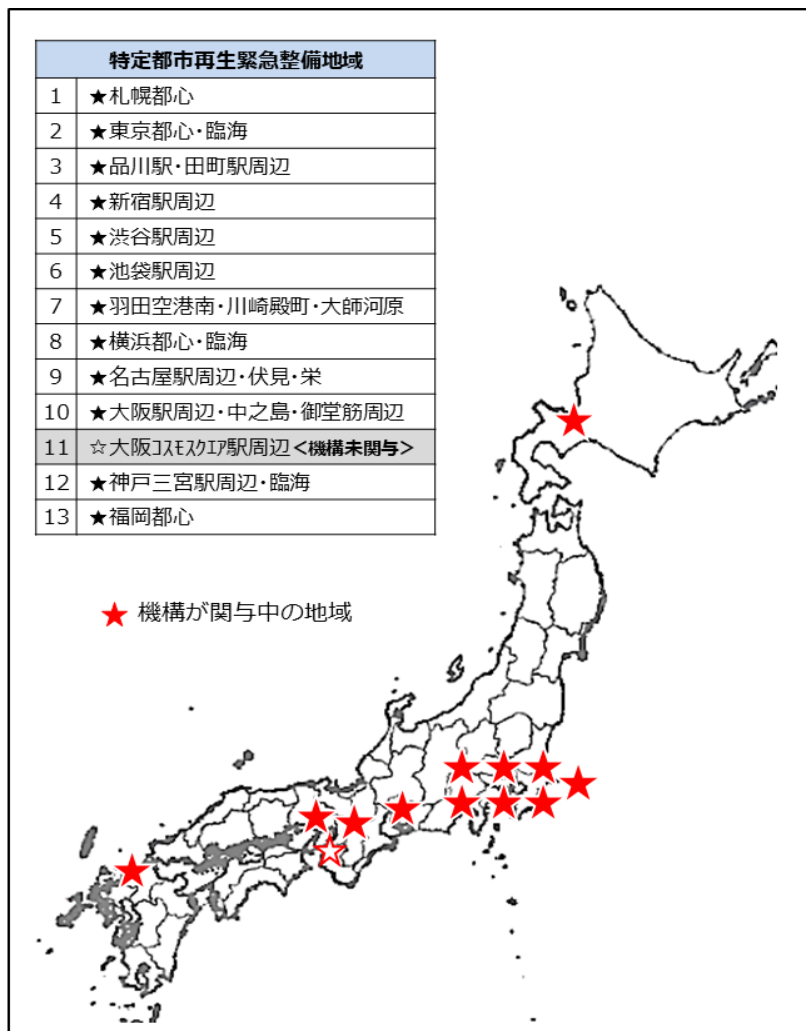 特定都市再生緊急整備地域
1 ★札幌都心
2 ★東京都心・臨海
3 ★品川駅・田町駅周辺
4 ★新宿駅周辺
5 ★渋谷駅周辺
6 ★池袋駅周辺
7 ★羽田空港南・川崎殿町・大師河原
8 ★横浜都心・臨海
9 ★名古屋駅周辺・伏見・栄
10 ★大阪駅周辺・中之島・御堂筋周辺
11 ☆大阪ｺｽﾓｽｸｴｱ駅周辺<機構未関与>
12 ★神戸三宮駅周辺・臨海
13 ★福岡都心
★ 機構が関与中の地域